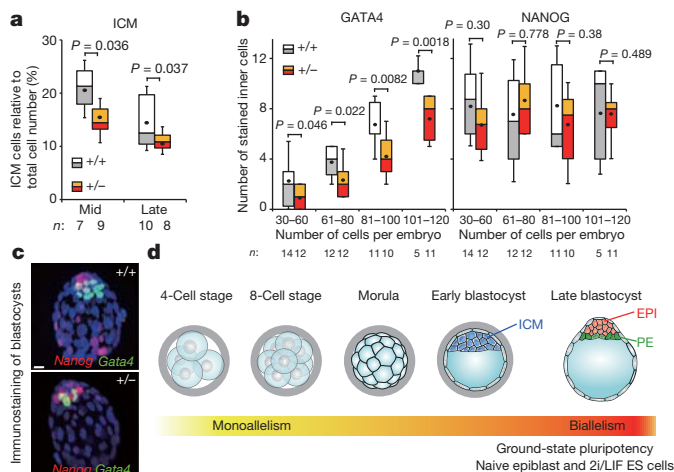 a
ICM
P = 0.036
P = 0.037
ICM cells relative to
total cell number (%)
30
20
10
0
+/+
+/–
Mid
Late
n: 7 9 10 8
b
GATA4
NANOG
Number of stained inner cells
12
8
4
0
P = 0.046
P = 0.022
P = 0.0082
P = 0.0018
+/+
+/–
P = 0.30
P = 0.778
P = 0.38
P = 0.489
30–60 61–80 81–100 101–120
Number of cells per embryo
30–60 61–80 81–100 101–120
Number of cells per embryo
n: 14 12 12 12 11 10 5 11
14 12 12 12 11 10 5 11
c
Immunostaining of blastocysts
+/+
Nanog Gata4
+/–
Nanog Gata4
d
4-Cell stage
8-Cell stage
Morula
Early blastocyst
Late blastocyst
ICM
EPI
PE
Monoallelism
Biallelism
Ground-state pluripotency
Naive epiblast and 2i/LIF ES cells